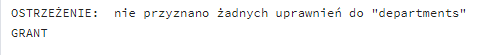 OSTRZEŻENIE:  nie przyznano żadnych uprawnień do "departments"
GRANT